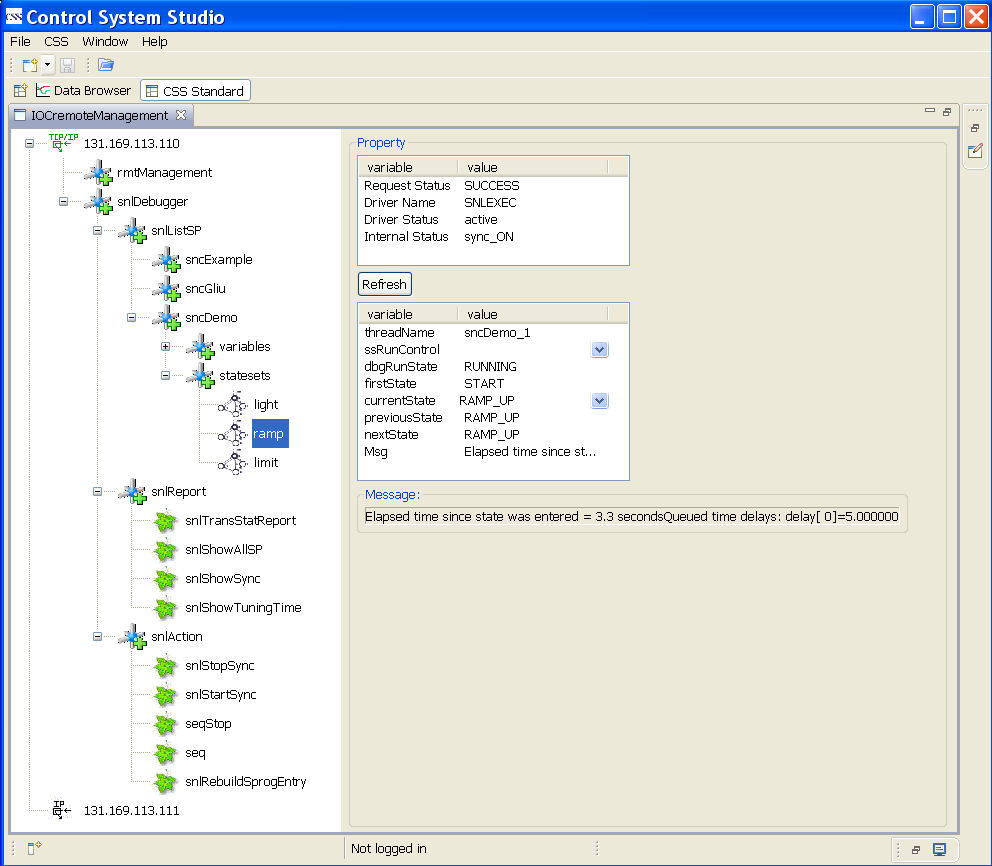 CSS Control System Studio
File CSS Window Help
Data Browser CSS Standard
IOCremoteManagement
TCP/IP 131.169.113.110
rmtManagement
snlDebugger
snlListSP
sncExample
sncGliu
sncDemo
variables
statesets
light
ramp
limit
snlReport
snlTransStatReport
snlShowAllSP
snlShowSync
snlShowTuningTime
snlAction
snlStopSync
snlStartSync
seqStop
seq
snlRebuildSprogEntry
IP 131.169.113.111
Property
variable value
Request Status SUCCESS
Driver Name SNLEXEC
Driver Status active
Internal Status sync_ON
Refresh
variable value
threadName sncDemo_1
ssRunControl
dbgRunState RUNNING
firstState START
currentState RAMP_UP
previousState RAMP_UP
nextState RAMP_UP
Msg Elapsed time since st...
Message:
Elapsed time since state was entered = 3.3 secondsQueued time delays: delay[ 0]=5.000000
Not logged in